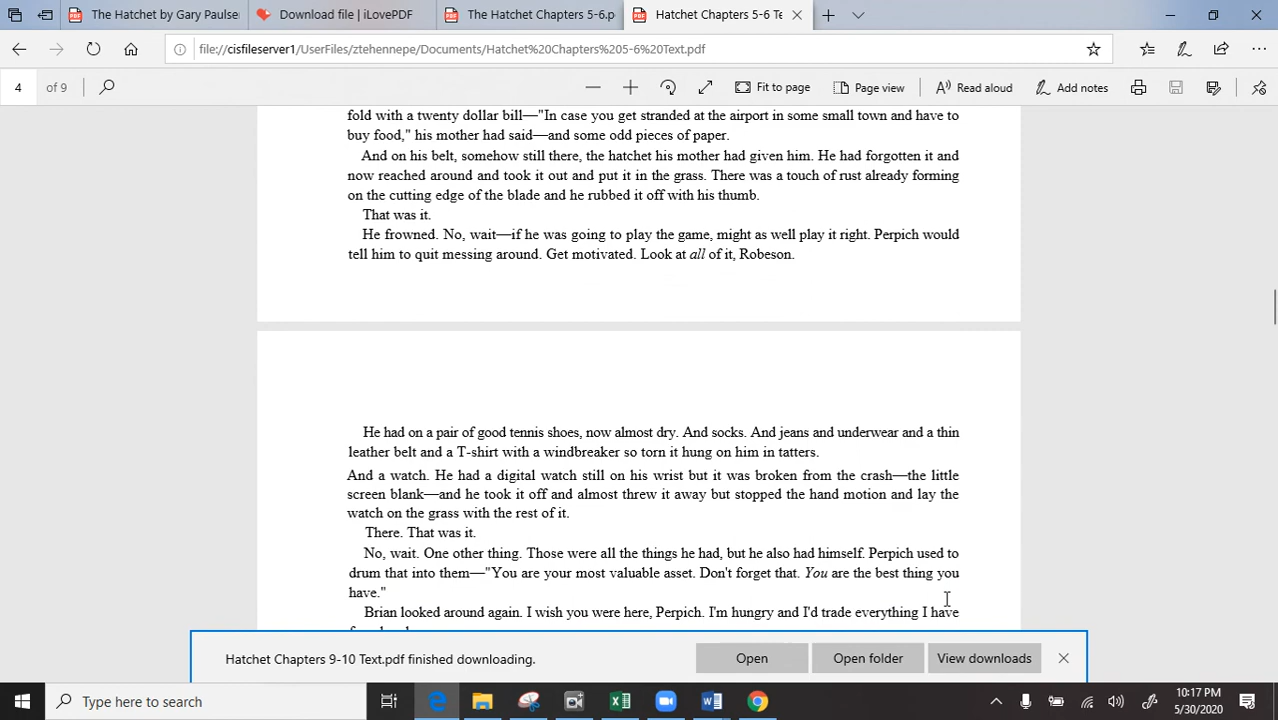 The Hatchet by Gary Paulse
Download file | iLovePDF
The Hatchet Chapters 5-6.p
Hatchet Chapters 5-6 Te
file://cisfileserver1/UserFiles/ztehennepe/Documents/Hatchet%20Chapters%205-6%20Text.pdf
4 of 9
Fit to page
Page view
Read aloud
Add notes
fold with a twenty dollar bill—"In case you get stranded at the airport in some small town and have to
buy food," his mother had said—and some odd pieces of paper.
And on his belt, somehow still there, the hatchet his mother had given him. He had forgotten it and
now reached around and took it out and put it in the grass. There was a touch of rust already forming
on the cutting edge of the blade and he rubbed it off with his thumb.
That was it.
He frowned. No, wait—if he was going to play the game, might as well play it right. Perpich would
tell him to quit messing around. Get motivated. Look at all of it, Robeson.
He had on a pair of good tennis shoes, now almost dry. And socks. And jeans and underwear and a thin
leather belt and a T-shirt with a windbreaker so torn it hung on him in tatters.
And a watch. He had a digital watch still on his wrist but it was broken from the crash—the little
screen blank—and he took it off and almost threw it away but stopped the hand motion and lay the
watch on the grass with the rest of it.
There. That was it.
No, wait. One other thing. Those were all the things he had, but he also had himself. Perpich used to
drum that into them—"You are your most valuable asset. Don't forget that. You are the best thing you
have."
Brian looked around again. I wish you were here, Perpich. I'm hungry and I'd trade everything I have
Hatchet Chapters 9-10 Text.pdf finished downloading.
Open
Open folder
View downloads
Type here to search
10:17 PM
5/30/2020